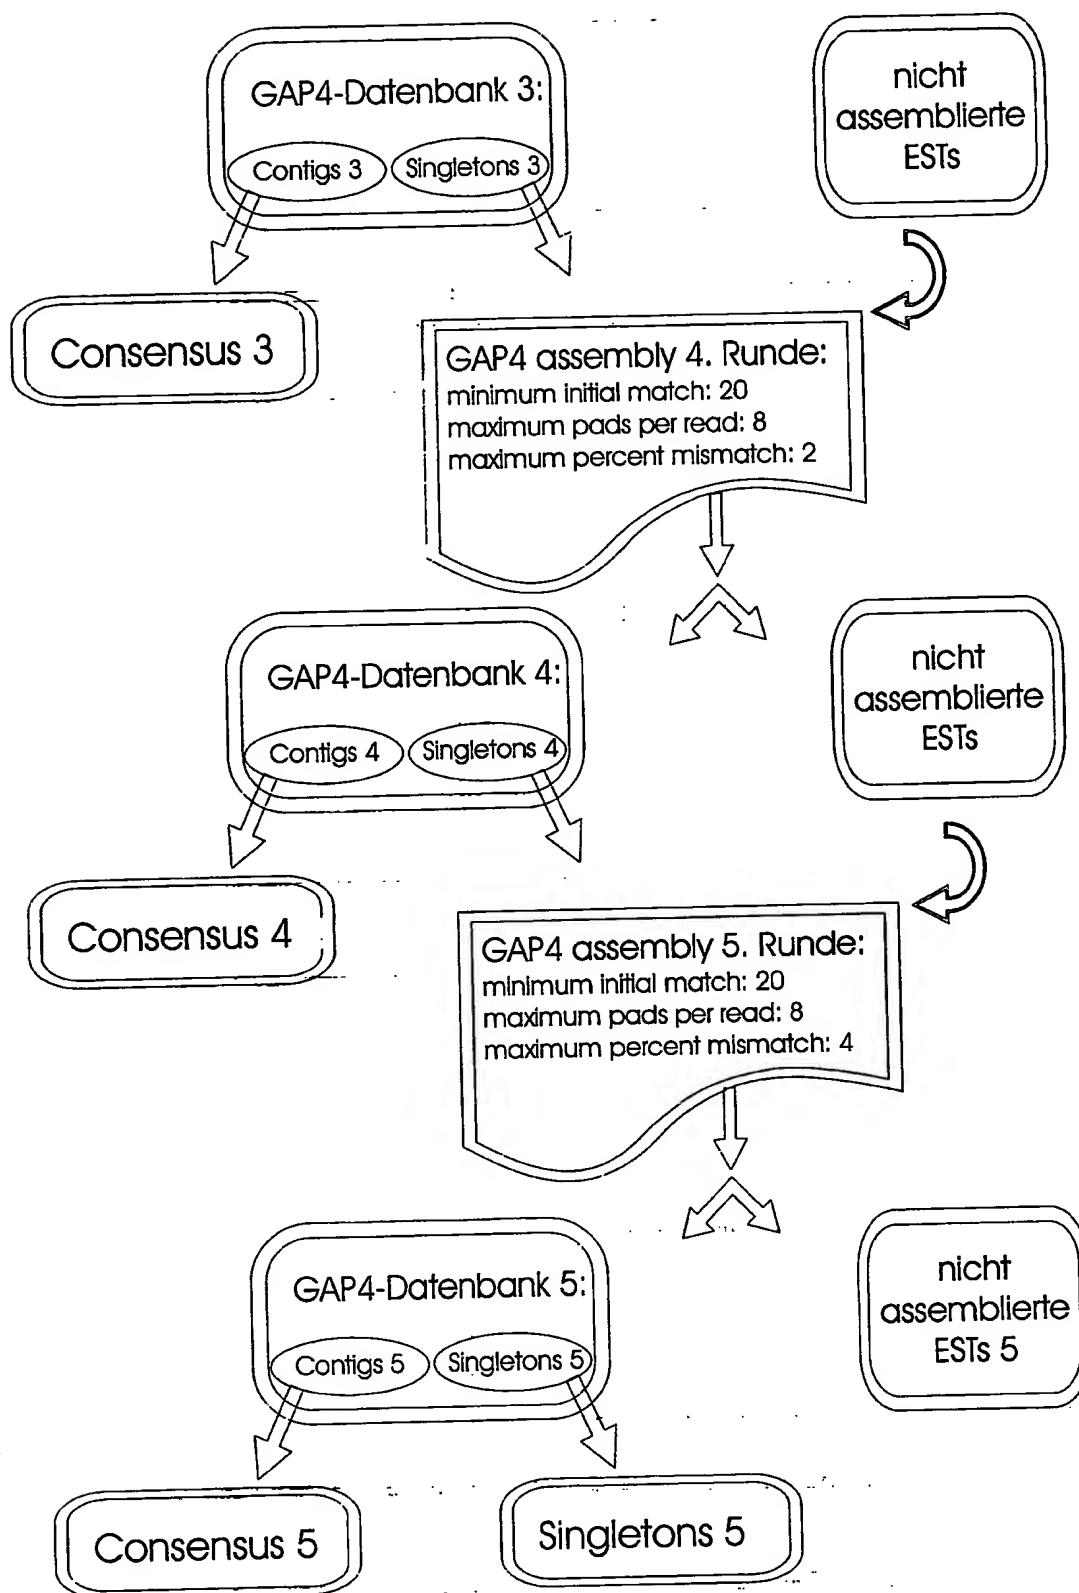 GAP4-Datenbank 3:
Contigs 3
Singletons 3
nicht
assemblierte
ESTs
Consensus 3
GAP4 assembly 4. Runde:
minimum initial match: 20
maximum pads per read: 8
maximum percent mismatch: 2
GAP4-Datenbank 4:
Contigs 4
Singletons 4
nicht
assemblierte
ESTs
Consensus 4
GAP4 assembly 5. Runde:
minimum initial match: 20
maximum pads per read: 8
maximum percent mismatch: 4
GAP4-Datenbank 5:
Contigs 5
Singletons 5
nicht
assemblierte
ESTs 5
Consensus 5
Singletons 5